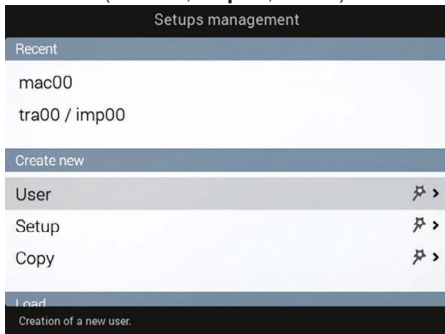 Setups management
Recent
mac00
tra00 / imp00
Create new
User
Setup
Copy
Load
Creation of a new user.